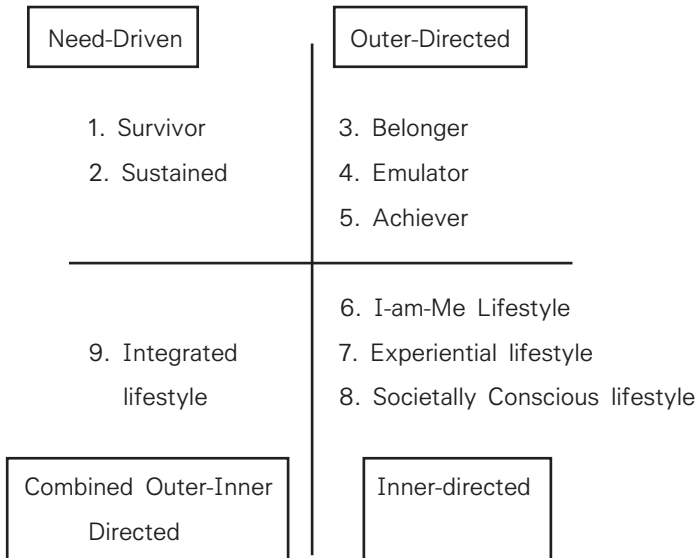 Need-Driven
Outer-Directed
1. Survivor
2. Sustained
3. Belonger
4. Emulator
5. Achiever
9. Integrated
lifestyle
6. I-am-Me Lifestyle
7. Experiential lifestyle
8. Societally Conscious lifestyle
Combined Outer-Inner
Directed
Inner-directed